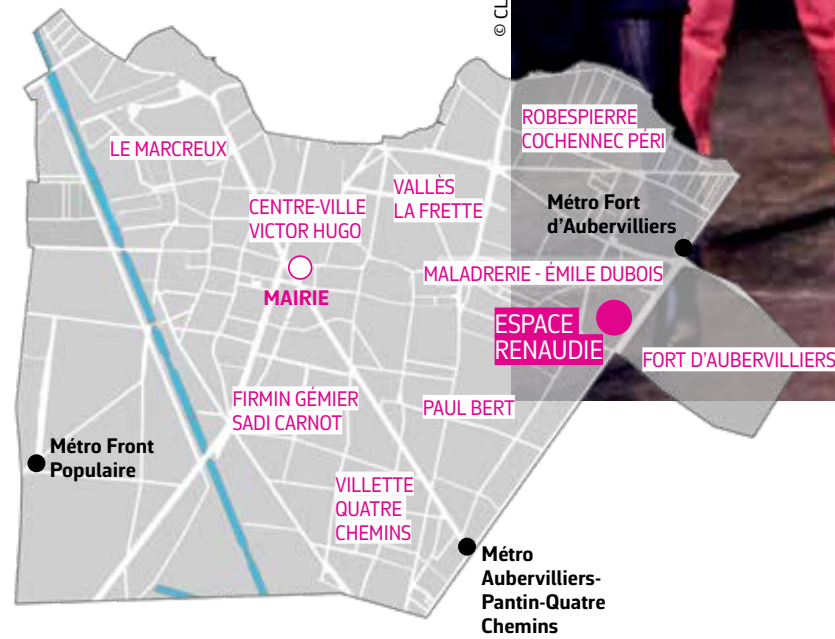 © CL
ROBESPIERRE
COCHENNEC PÉRI
LE MARCREUX
VALLÈS
LA FRETTE
CENTRE-VILLE
VICTOR HUGO
Métro Fort
d'Aubervilliers
MAIRIE
MALADRERIE - ÉMILE DUBOIS
ESPACE
RENAUDIE
FORT D'AUBERVILLIERS
FIRMIN GÉMIER
SADI CARNOT
PAUL BERT
Métro Front
Populaire
VILLETTE
QUATRE
CHEMINS
Métro
Aubervilliers-
Pantin-Quatre
Chemins